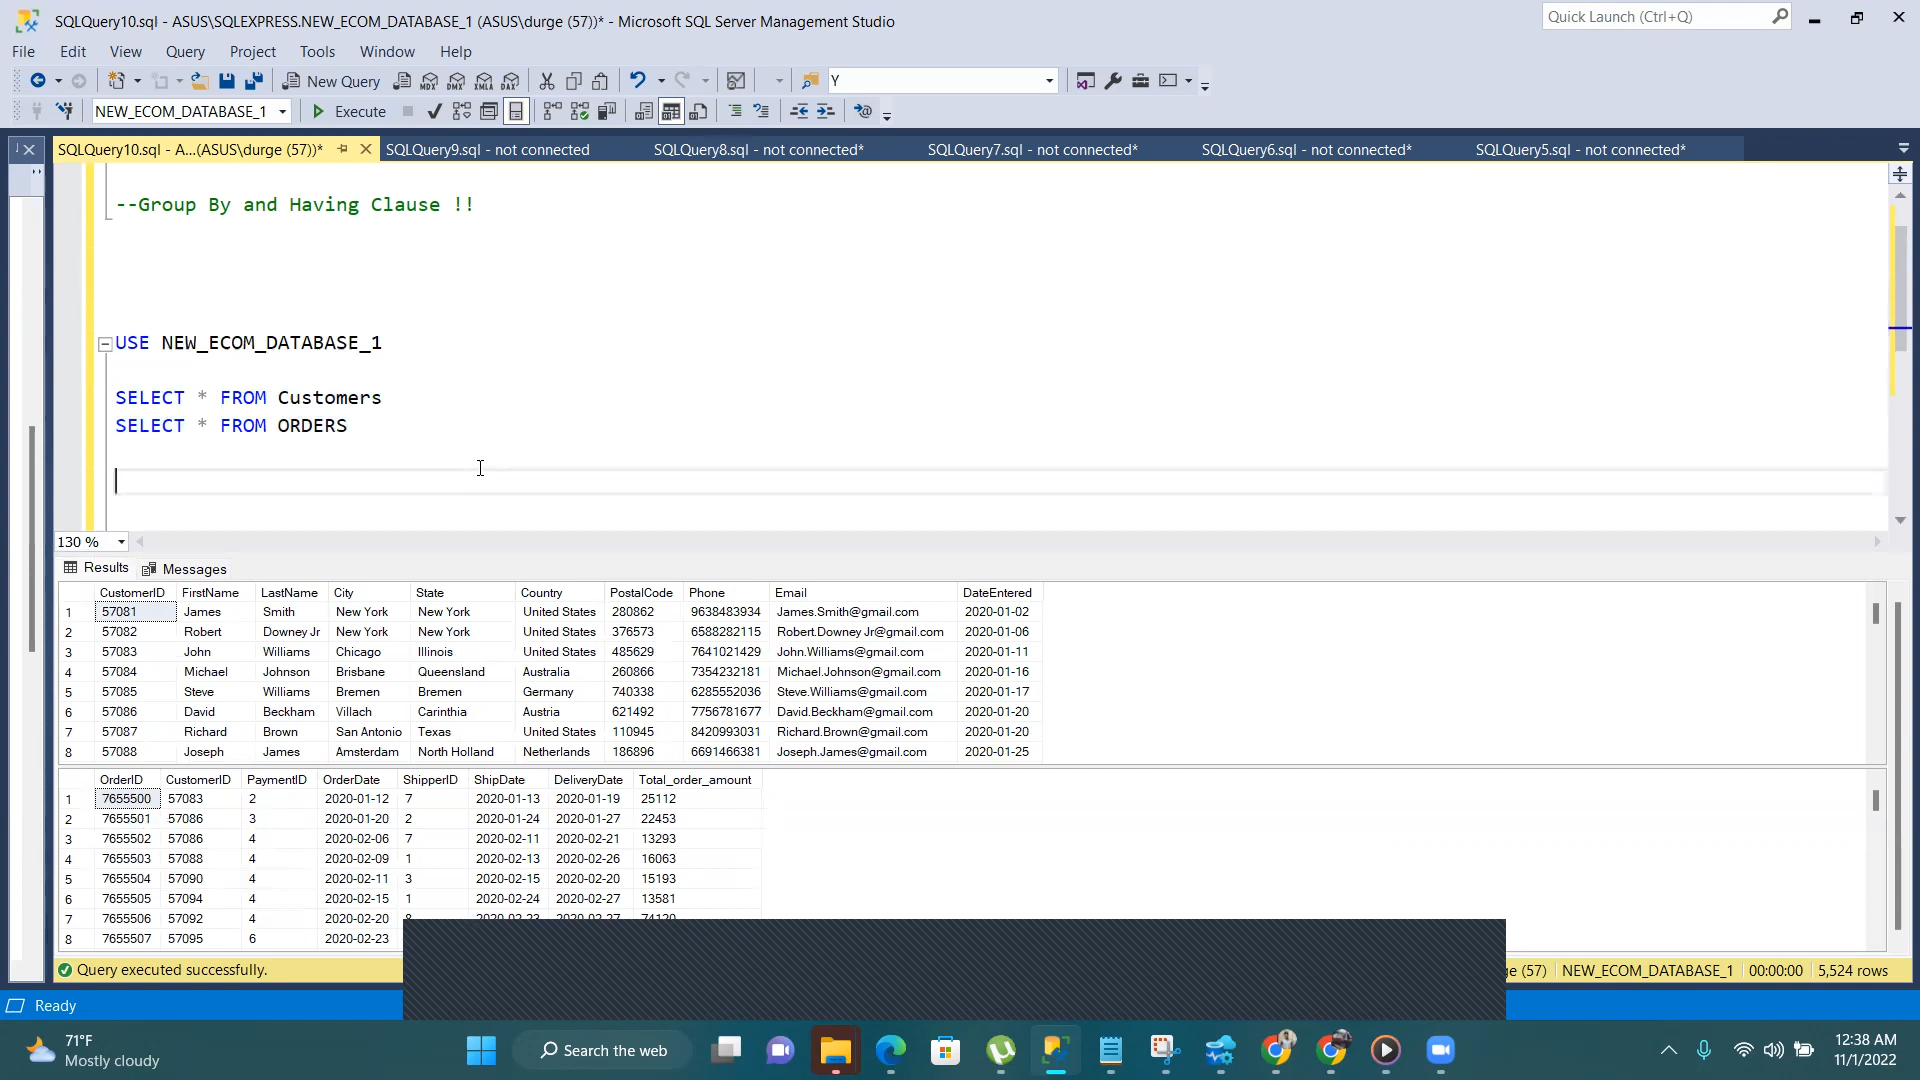 SQLQuery10.sql - ASUS\SQLEXPRESS.NEW_ECOM_DATABASE_1 (ASUS\durge (57))* - Microsoft SQL Server Management Studio
Quick Launch (Ctrl+Q)
File Edit View Query Project Tools Window Help
New Query MDX DMX XMLA DAX Y
NEW_ECOM_DATABASE_1 Execute
SQLQuery10.sql - A...(ASUS\durge (57))* SQLQuery9.sql - not connected SQLQuery8.sql - not connected* SQLQuery7.sql - not connected* SQLQuery6.sql - not connected* SQLQuery5.sql - not connected*
--Group By and Having Clause !!
USE NEW_ECOM_DATABASE_1
SELECT * FROM Customers
SELECT * FROM ORDERS
130 %
Results Messages
CustomerID FirstName LastName City State Country PostalCode Phone Email DateEntered
1 57081 James Smith New York New York United States 280862 9638483934 James.Smith@gmail.com 2020-01-02
2 57082 Robert Downey Jr New York New York United States 376573 6588282115 Robert.Downey Jr@gmail.com 2020-01-06
3 57083 John Williams Chicago Illinois United States 485629 7641021429 John.Williams@gmail.com 2020-01-11
4 57084 Michael Johnson Brisbane Queensland Australia 260866 7354232181 Michael.Johnson@gmail.com 2020-01-16
5 57085 Steve Williams Bremen Bremen Germany 740338 6285552036 Steve.Williams@gmail.com 2020-01-17
6 57086 David Beckham Villach Carinthia Austria 621492 7756781677 David.Beckham@gmail.com 2020-01-20
7 57087 Richard Brown San Antonio Texas United States 110945 8420993031 Richard.Brown@gmail.com 2020-01-20
8 57088 Joseph James Amsterdam North Holland Netherlands 186896 6691466381 Joseph.James@gmail.com 2020-01-25
OrderID CustomerID PaymentID OrderDate ShipperID ShipDate DeliveryDate Total_order_amount
1 7655500 57083 2 2020-01-12 7 2020-01-13 2020-01-19 25112
2 7655501 57086 3 2020-01-20 2 2020-01-24 2020-01-27 22453
3 7655502 57086 4 2020-02-06 7 2020-02-11 2020-02-21 13293
4 7655503 57088 4 2020-02-09 1 2020-02-13 2020-02-26 16063
5 7655504 57090 4 2020-02-11 3 2020-02-15 2020-02-20 15193
6 7655505 57094 4 2020-02-15 1 2020-02-24 2020-02-27 13581
7 7655506 57092 4 2020-02-20 8 2020-02-23 2020-02-27 74120
8 7655507 57095 6 2020-02-23
Query executed successfully. (57) NEW_ECOM_DATABASE_1 00:00:00 5,524 rows
Ready
71°F
Mostly cloudy
Search the web
12:38 AM
11/1/2022